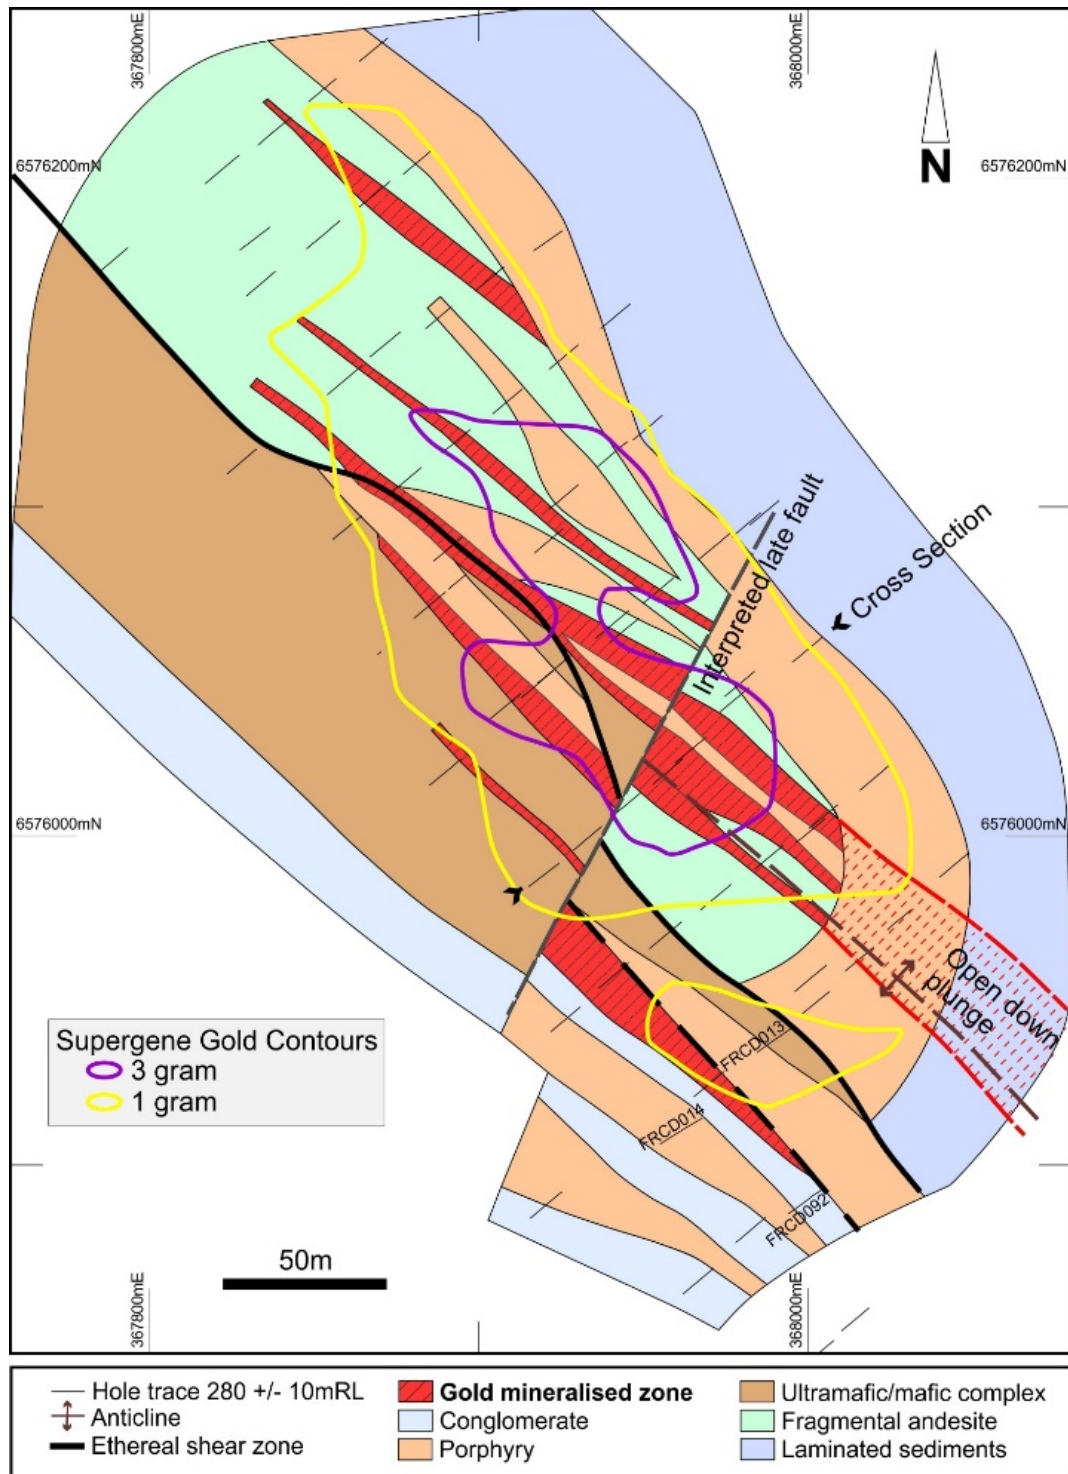 367800mE
368000mE
N
6576200mN
6576200mN
Interpreted late fault
Cross Section
6576000mN
6576000mN
Open down
plunge
Supergene Gold Contours
3 gram
1 gram
FRCD013
FRCD014
FRCD092
50m
367800mE
368000mE
Hole trace 280 +/- 10mRL
Anticline
Ethereal shear zone
Gold mineralised zone
Conglomerate
Porphyry
Ultramafic/mafic complex
Fragmental andesite
Laminated sediments